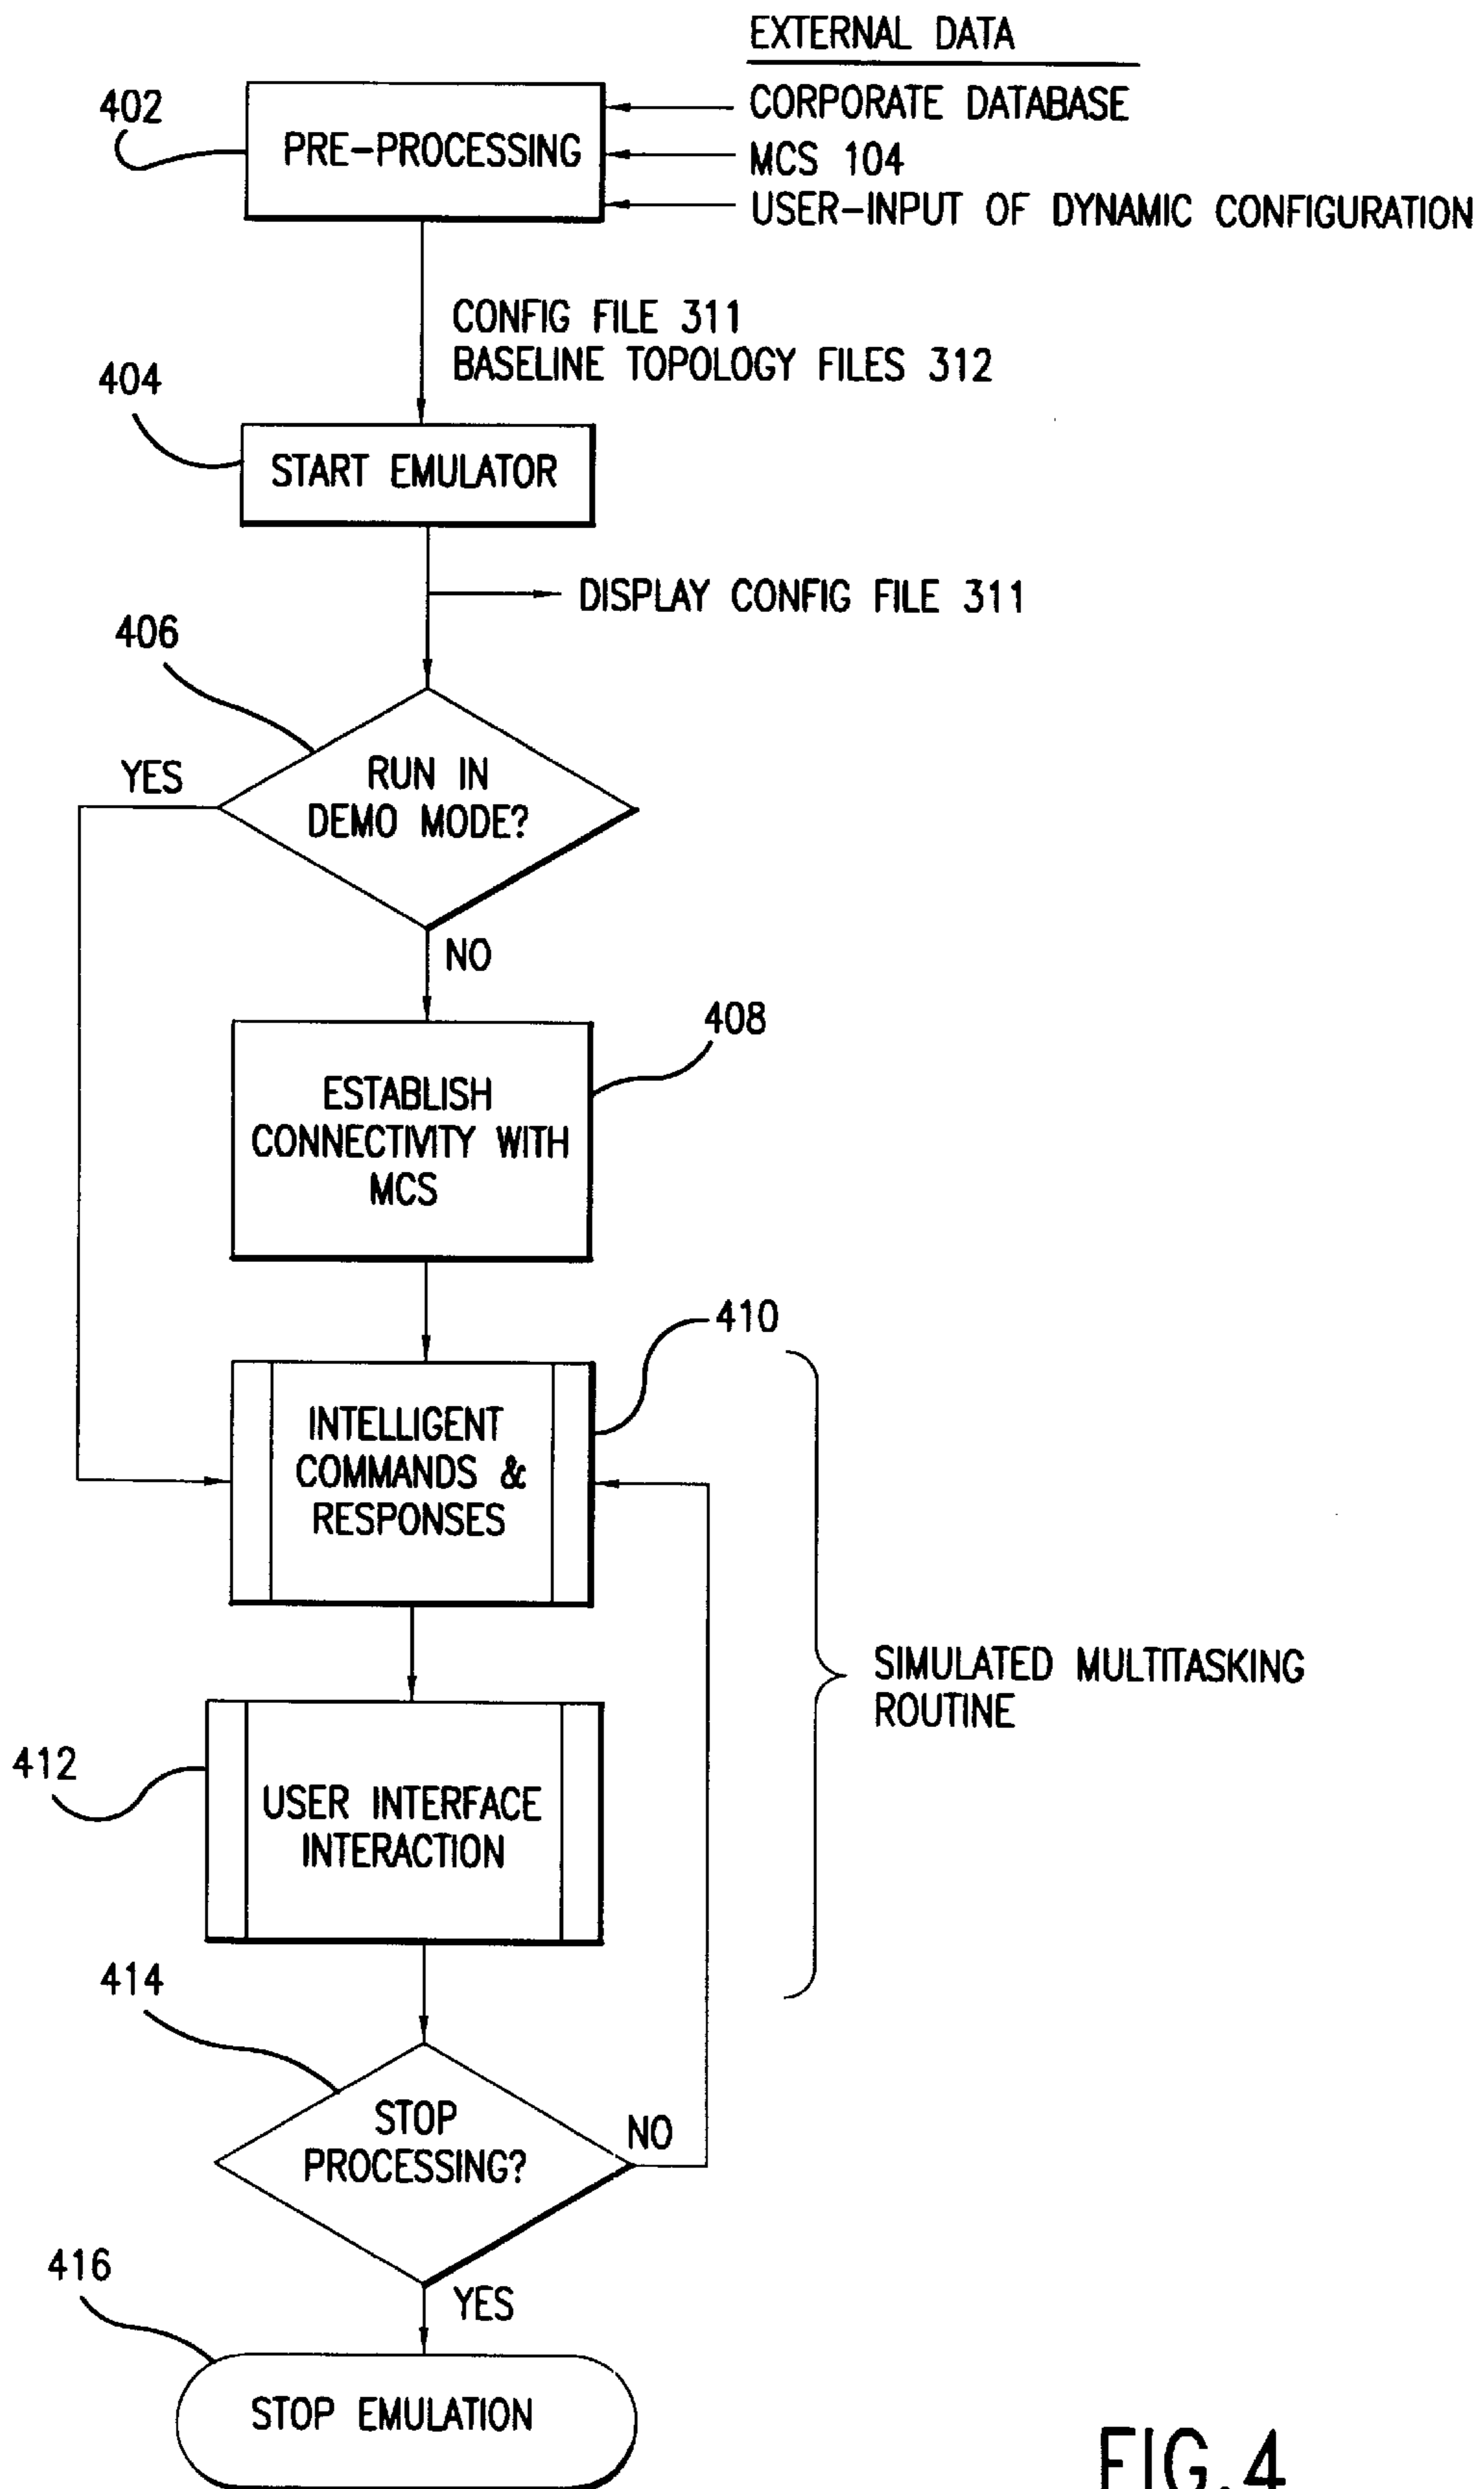 EXTERNAL DATA
402
PRE-PROCESSING
CORPORATE DATABASE
MCS 104
USER-INPUT OF DYNAMIC CONFIGURATION
CONFIG FILE 311
BASELINE TOPOLOGY FILES 312
404
START EMULATOR
DISPLAY CONFIG FILE 311
406
YES
RUN IN
DEMO MODE?
NO
408
ESTABLISH
CONNECTIVITY WITH
MCS
410
INTELLIGENT
COMMANDS &
RESPONSES
SIMULATED MULTITASKING
ROUTINE
412
USER INTERFACE
INTERACTION
414
STOP
PROCESSING?
NO
416
YES
STOP EMULATION
FIG.4